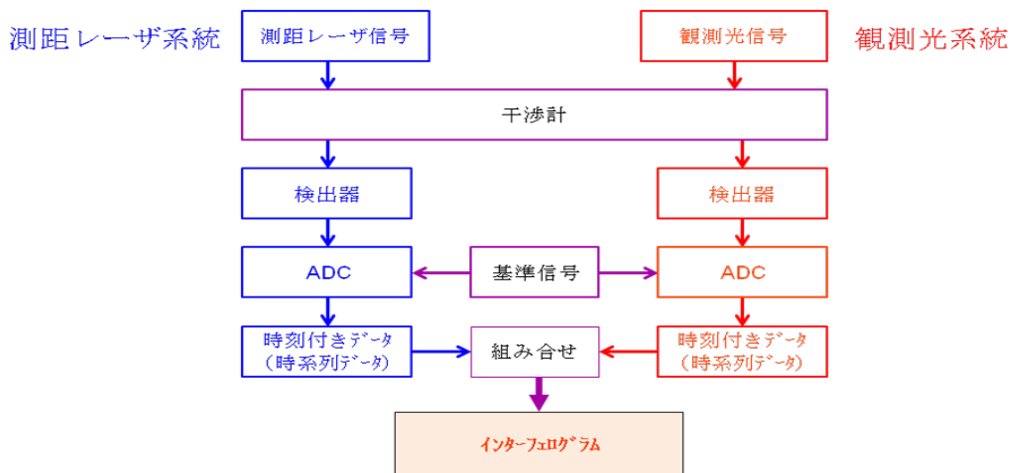 測距レーザ系統
測距レーザ信号
観測光信号
観測光系統
干渉計
検出器
検出器
ADC
基準信号
ADC
時刻付きﾃﾞｰﾀ
(時系列ﾃﾞｰﾀ)
組み合せ
時刻付きﾃﾞｰﾀ
(時系列ﾃﾞｰﾀ)
ｲﾝﾀｰﾌｪﾛｸﾞﾗﾑ